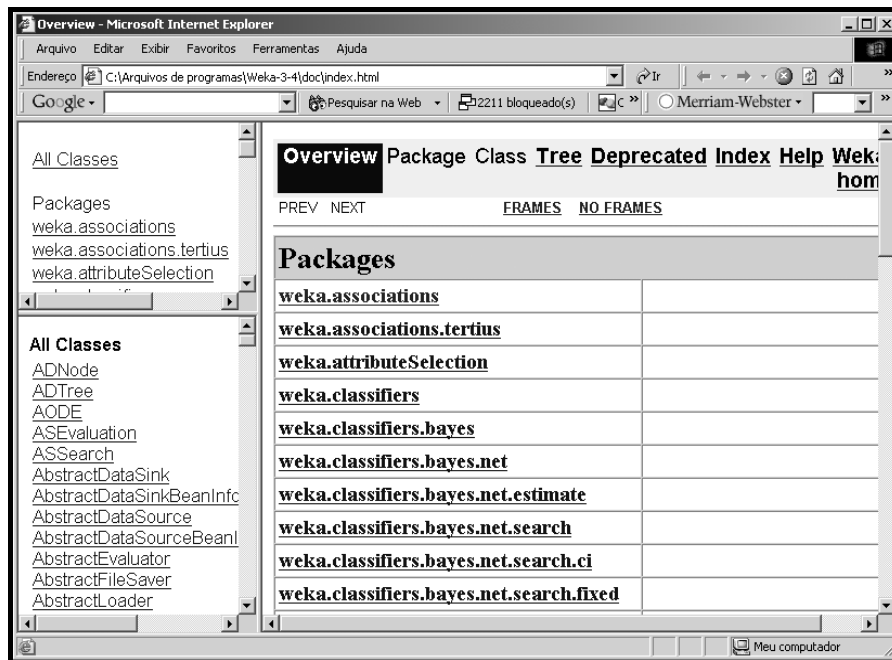 Overview - Microsoft Internet Explorer
Arquivo Editar Exibir Favoritos Ferramentas Ajuda
Endereço C:\Arquivos de programas\Weka-3-4\doc\index.html Ir »
Google Pesquisar na Web 2211 bloqueado(s) C » Merriam-Webster »
All Classes
Packages
weka.associations
weka.associations.tertius
weka.attributeSelection
All Classes
ADNode
ADTree
AODE
ASEvaluation
ASSearch
AbstractDataSink
AbstractDataSinkBeanInfo
AbstractDataSource
AbstractDataSourceBeanI
AbstractEvaluator
AbstractFileSaver
AbstractLoader
Overview Package Class Tree Deprecated Index Help Weka
hom
PREV NEXT FRAMES NO FRAMES
Packages
weka.associations
weka.associations.tertius
weka.attributeSelection
weka.classifiers
weka.classifiers.bayes
weka.classifiers.bayes.net
weka.classifiers.bayes.net.estimate
weka.classifiers.bayes.net.search
weka.classifiers.bayes.net.search.ci
weka.classifiers.bayes.net.search.fixed
Meu computador